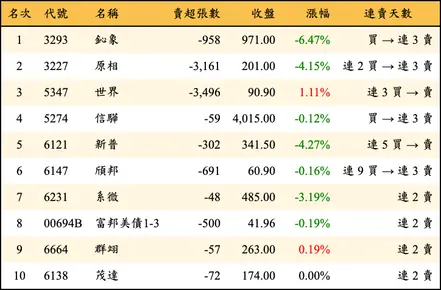 名次 代號 名稱 賣超張數 收盤 漲幅 連賣天數
1 3293 鈊象 -958 971.00 -6.47% 買→連3賣
2 3227 原相 -3,161 201.00 -4.15% 連2買→連3賣
3 5347 世界 -3,496 90.90 1.11% 連3買→賣
4 5274 信驊 -59 4,015.00 -0.12% 買→連3賣
5 6121 新普 -302 341.50 -4.27% 連5買→賣
6 6147 頎邦 -691 60.90 -0.16% 連9買→連3賣
7 6231 系微 -48 485.00 -3.19% 連2賣
8 00694B 富邦美債1-3 -500 41.96 -0.19% 連2賣
9 6664 群翊 -57 263.00 0.19% 連2賣
10 6138 茂達 -72 174.00 0.00% 連2賣